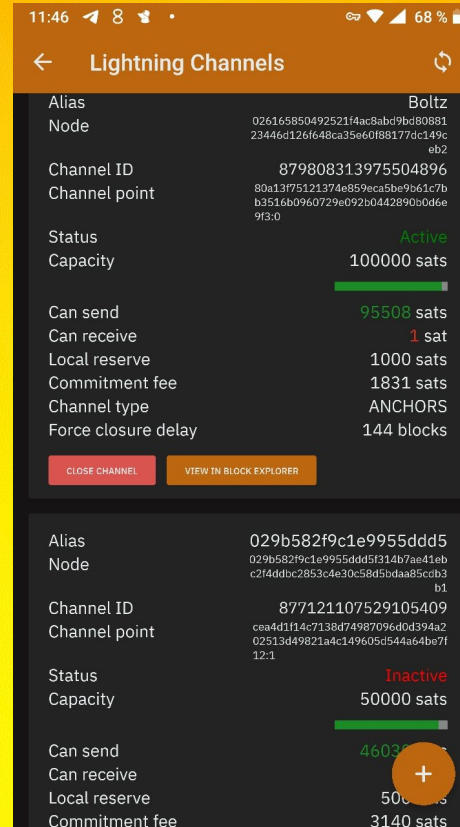 11:46
68 %
Lightning Channels
Alias Boltz
Node 026165850492521f4ac8abd9bd80881
23446d126f648ca35e60f88177dc149c
eb2
Channel ID 879808313975504896
Channel point 80a13f75121374e859eca5be9b61c7b
b3516b0960729e092b0442890b0d6e
9f3:0
Status Active
Capacity 100000 sats
Can send 95508 sats
Can receive 1 sat
Local reserve 1000 sats
Commitment fee 1831 sats
Channel type ANCHORS
Force closure delay 144 blocks
CLOSE CHANNEL VIEW IN BLOCK EXPLORER
Alias 029b582f9c1e9955ddd5
Node 029b582f9c1e9955ddd5f314b7ae41eb
c2f4ddbc2853c4e30c58d5bdaa85cdb3
b1
Channel ID 877121107529105409
Channel point cea4d1f14c7138d74987096d0d394a2
02513d49821a4c149605d544a64be7f
12:1
Status Inactive
Capacity 50000 sats
Can send
Can receive
Local reserve
Commitment fee 3140 sats